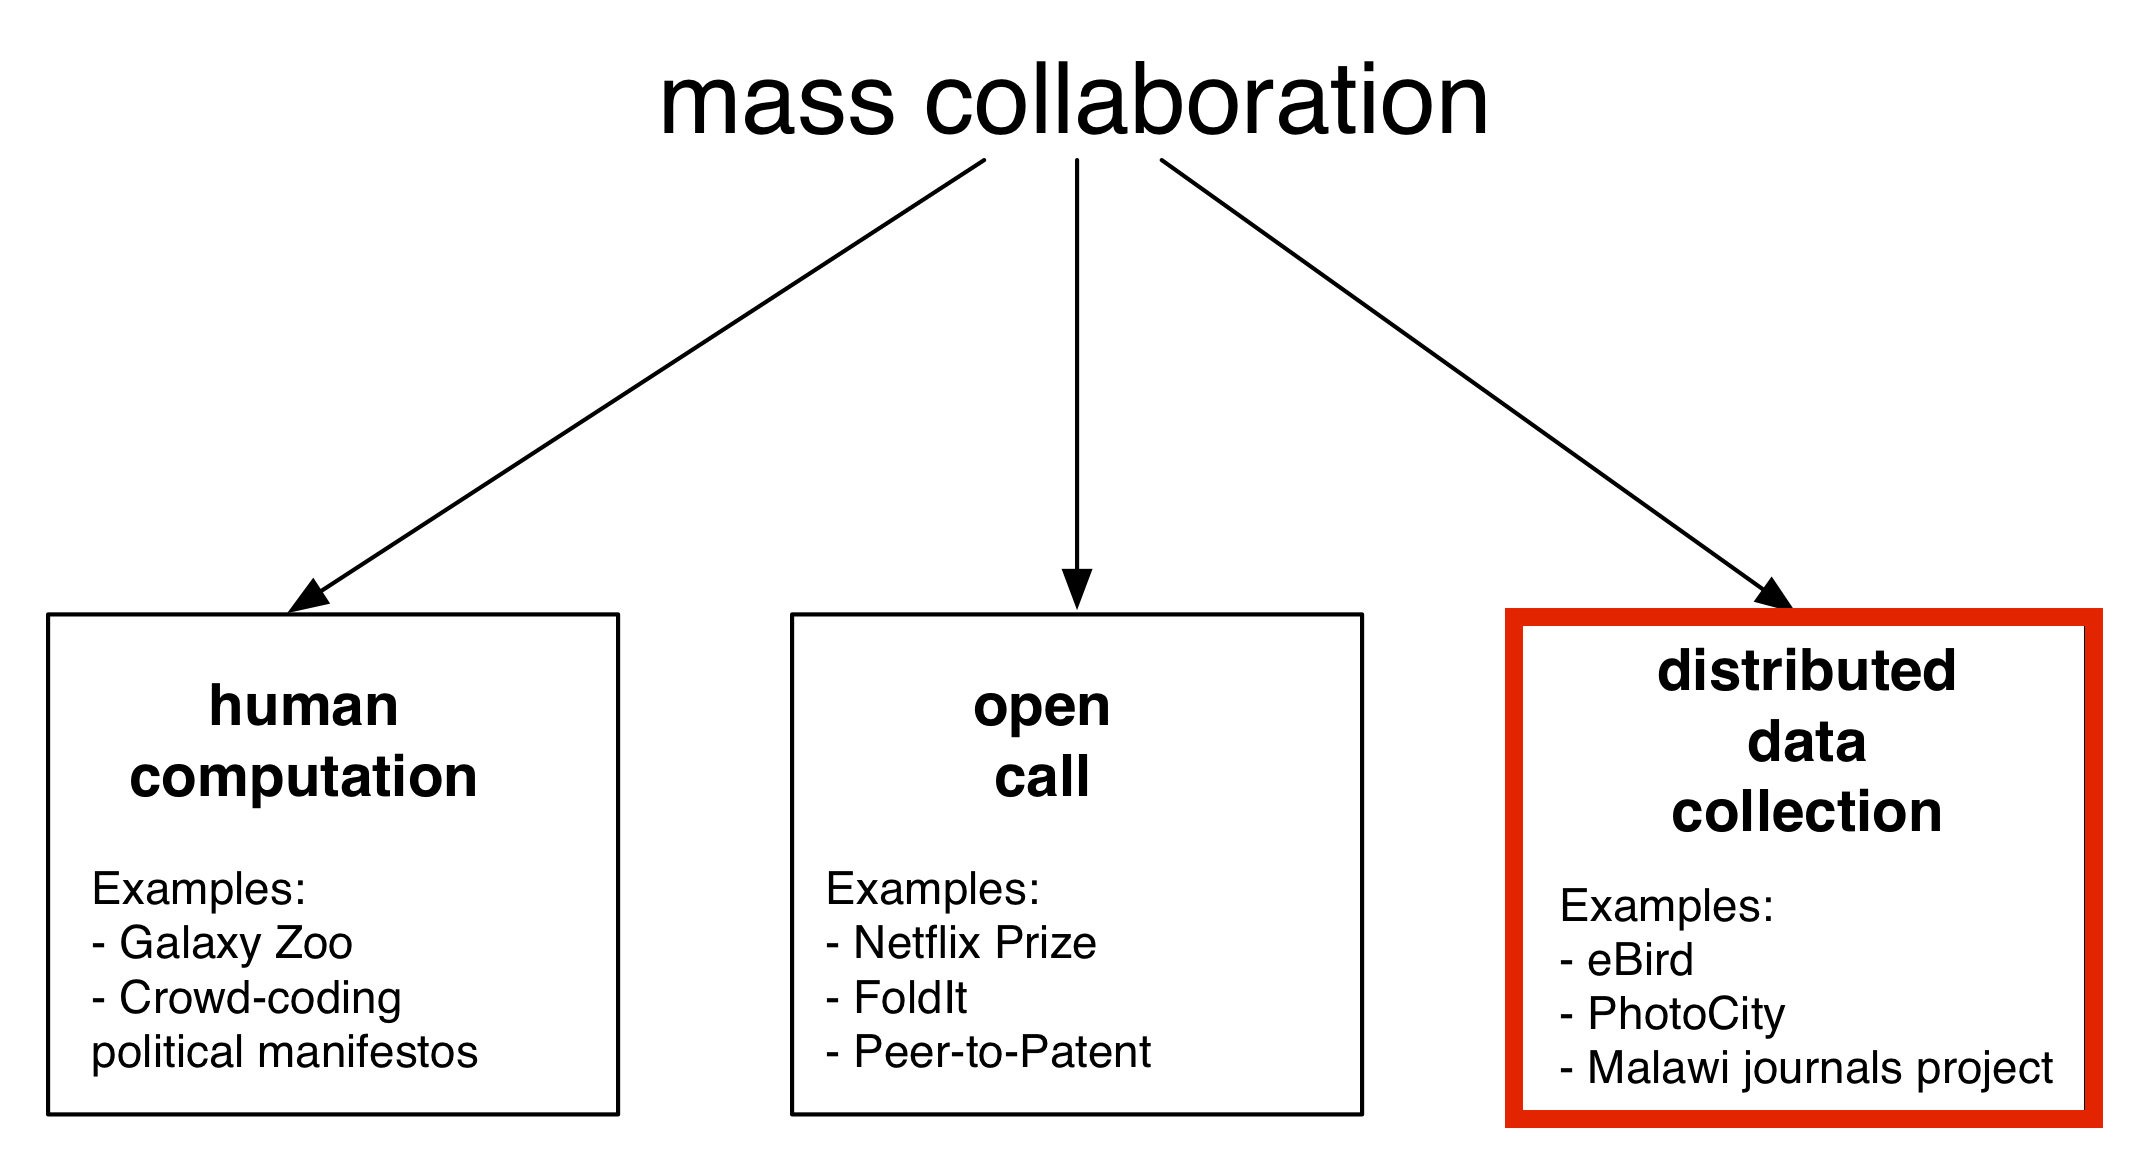 mass collaboration
human
computation
Examples:
- Galaxy Zoo
- Crowd-coding
political manifestos
open
call
Examples:
- Netflix Prize
- FoldIt
- Peer-to-Patent
distributed
data
collection
Examples:
- eBird
- PhotoCity
- Malawi journals project